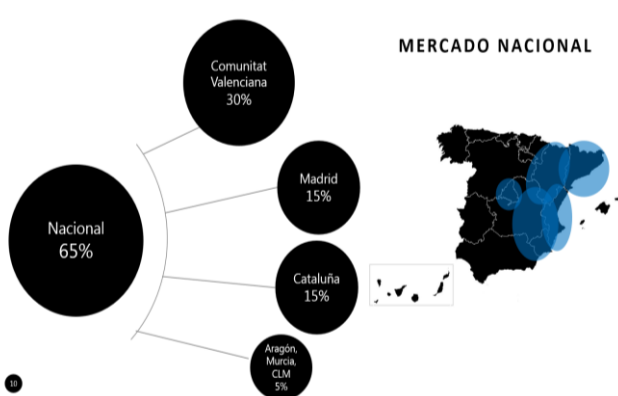 MERCADO NACIONAL
Comunitat
Valenciana
30%
Madrid
15%
Nacional
65%
Cataluña
15%
Aragón,
Murcia,
CLM
5%
10